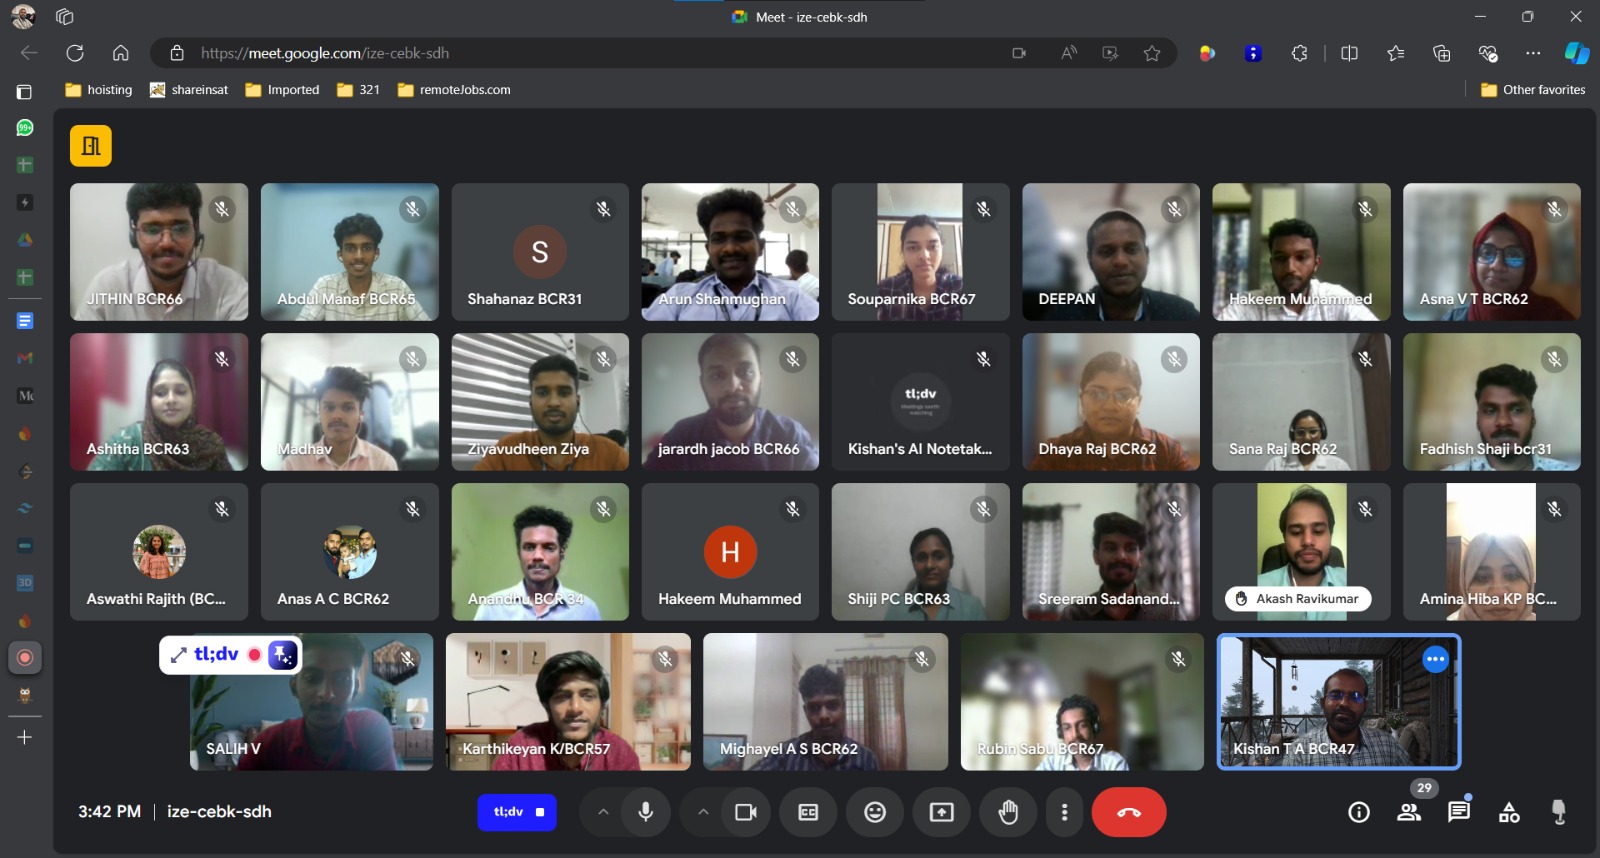 Meet - ize-cebk-sdh
https://meet.google.com/ize-cebk-sdh
hoisting
shareinsat
Imported
321
remoteJobs.com
Other favorites
99+
JITHIN BCR66
Abdul Manaf BCR65
S
Shahanaz BCR31
Arun Shanmughan
Souparnika BCR67
DEEPAN
Hakeem Muhammed
Asna V T BCR62
Ashitha BCR63
Madhav
Ziyavudheen Ziya
jarardh jacob BCR66
tl;dv
Meetings worth
watching
Kishan's AI Notetak...
Dhaya Raj BCR62
Sana Raj BCR62
Fadhish Shaji bcr31
Aswathi Rajith (BC...
Anas A C BCR62
Anandhu BCR 34
H
Hakeem Muhammed
Shiji PC BCR63
Sreeram Sadanand...
Akash Ravikumar
Amina Hiba KP BC...
3D
tl;dv
SALIH V
Karthikeyan K/BCR57
Mighayel A S BCR62
Rubin Sabu BCR67
Kishan T A BCR47
3:42 PM
ize-cebk-sdh
tl;dv
29